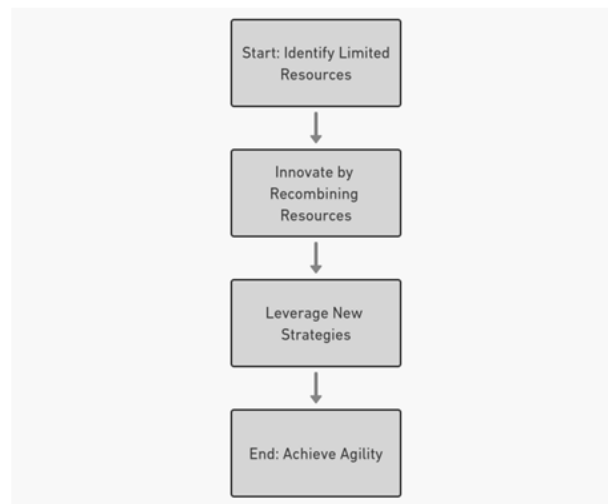 Start: Identify Limited
Resources
Innovate by
Recombining
Resources
Leverage New
Strategies
End: Achieve Agility